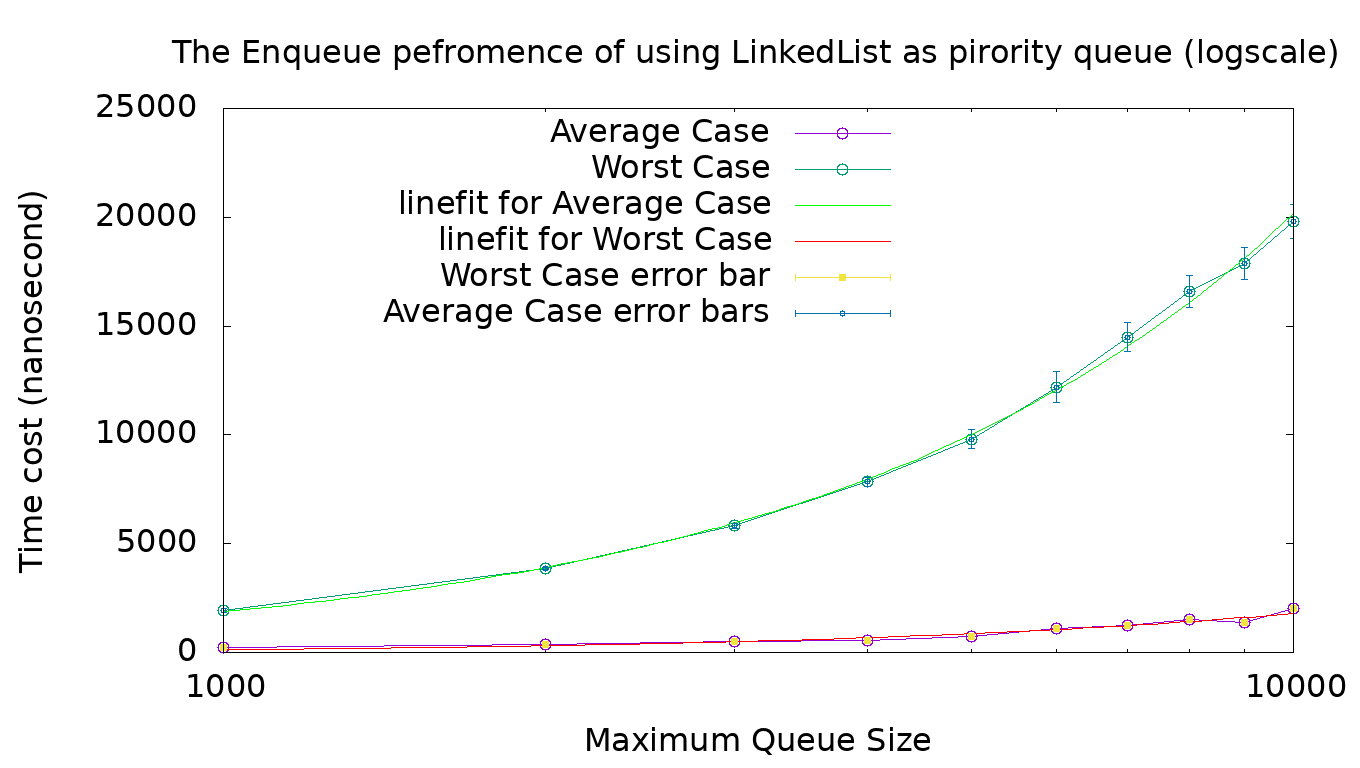 The Enqueue pefromence of using LinkedList as pirority queue (logscale)
25000
20000
15000
10000
5000
0
Time cost (nanosecond)
Average Case
Worst Case
linefit for Average Case
linefit for Worst Case
Worst Case error bar
Average Case error bars
1000
10000
Maximum Queue Size